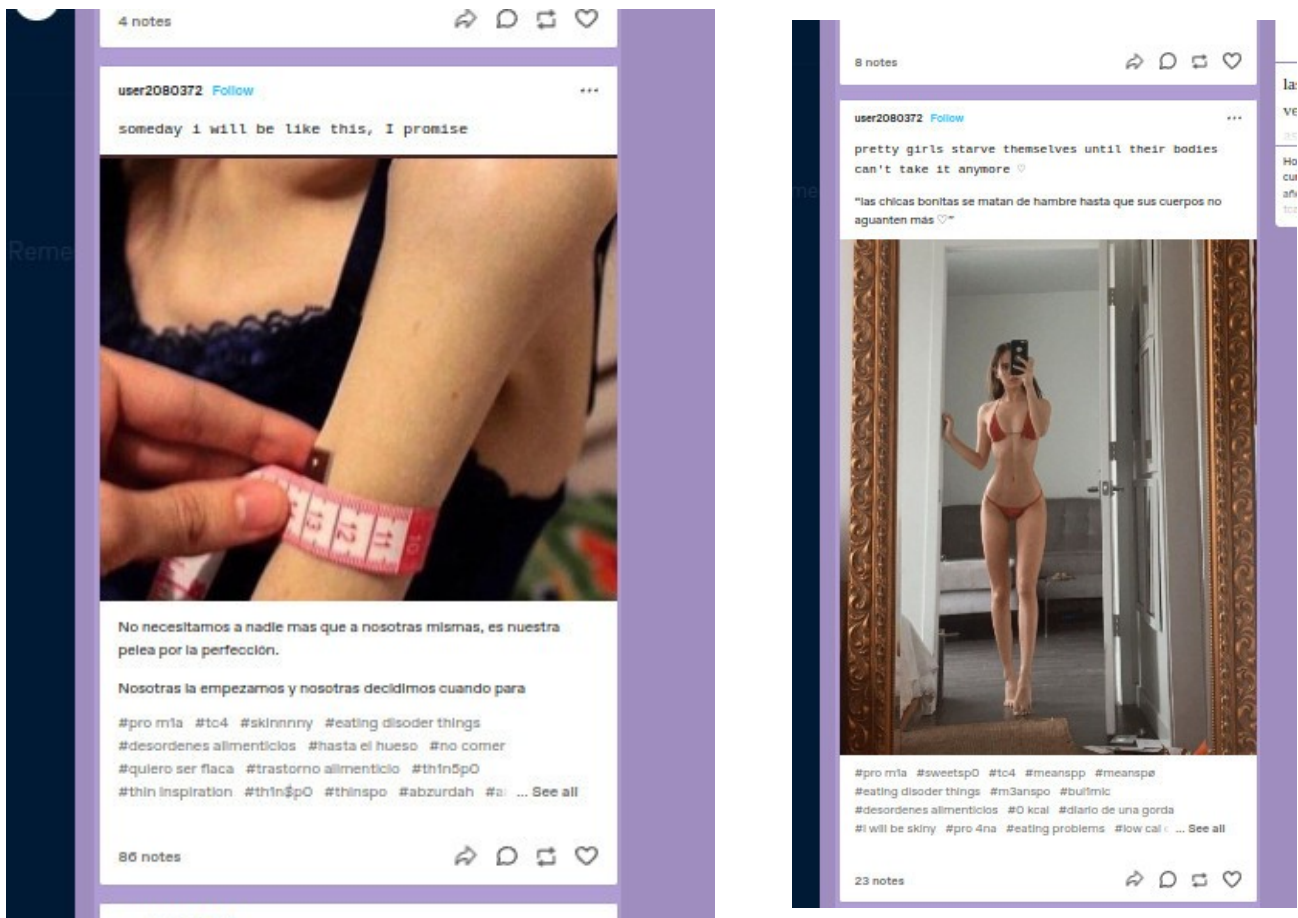 4 notes
user2080372 Follow
someday i will be like this, I promise
Reme
13 12 11 10
No necesitamos a nadie mas que a nosotras mismas, es nuestra
pelea por la perfección.
Nosotras la empezamos y nosotras decidimos cuando para
#pro m1a #tc4 #skinnnny #eating disoder things
#desordenes alimenticios #hasta el hueso #no comer
#quiero ser flaca #trastorno alimenticio #th1n5pO
#thin inspiration #th1n$pO #thinspo #abzurdah ... See all
86 notes
8 notes
user2080372 Follow
pretty girls starve themselves until their bodies
can't take it anymore ♡
"las chicas bonitas se matan de hambre hasta que sus cuerpos no
aguanten más ♡"
#pro m1a #sweetsp0 #tc4 #meanspp #meanspø
#eating disoder things #m3anspo #bul1mic
#desordenes alimenticios #0 kcal #diario de una gorda
#i will be skiny #pro 4na #eating problems #low cal ... See all
23 notes